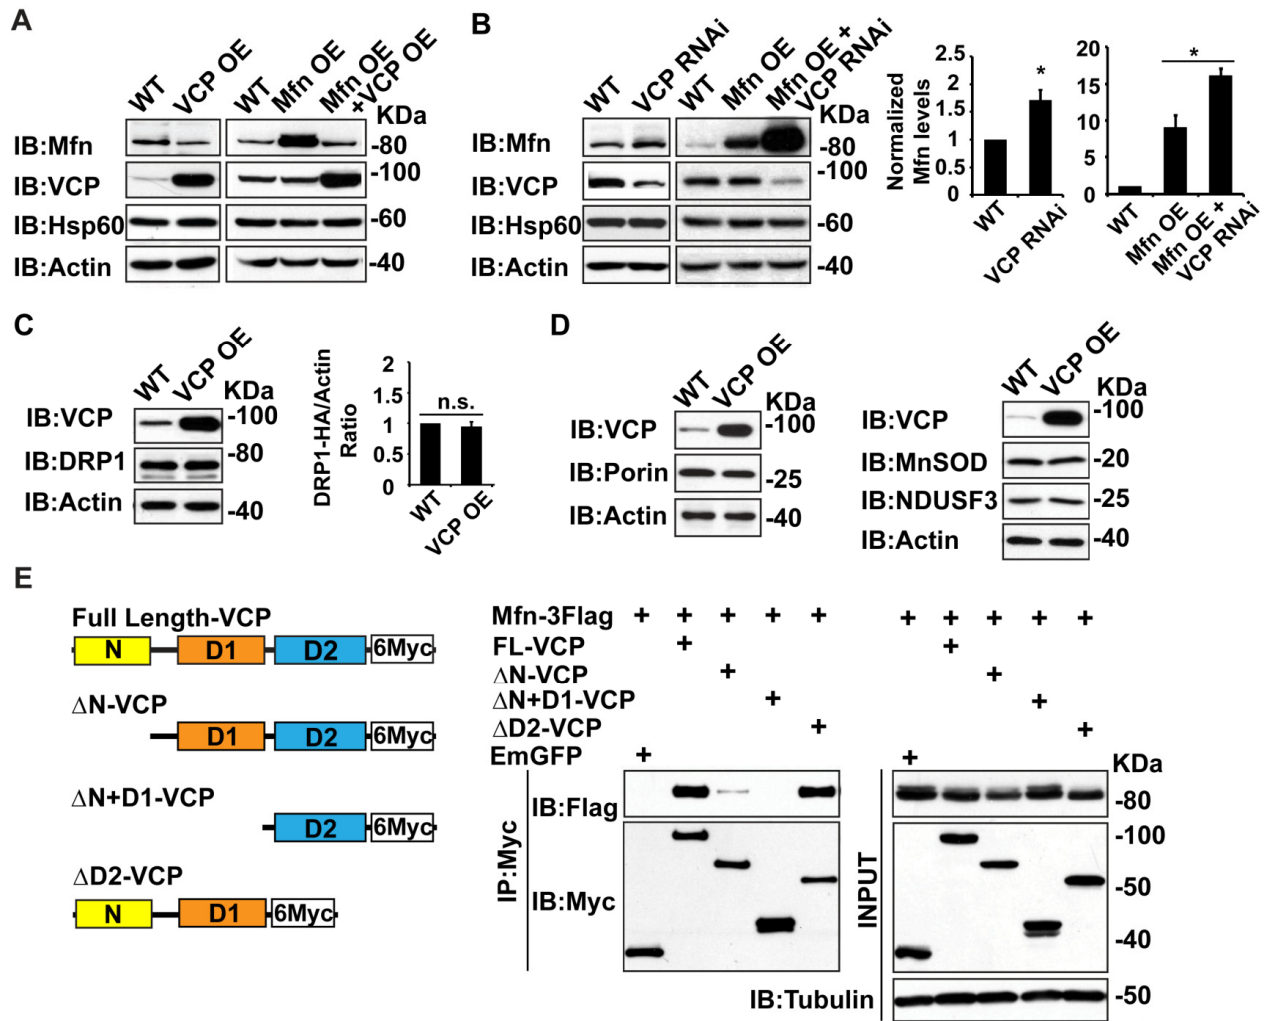 A
WT
VCP OE
WT
Mfn OE
Mfn OE
+VCP OE
KDa
IB:Mfn
-80
-100
IB:VCP
IB:Hsp60
-60
IB:Actin
-40
B
WT
VCP RNAi
WT
Mfn OE
Mfn OE +
VCP RNAi
KDa
IB:Mfn
-80
-100
IB:VCP
IB:Hsp60
-60
IB:Actin
-40
Normalized
Mfn levels
2.5
2
1.5
1
0.5
0
*
WT
VCP RNAi
20
15
10
5
0
*
WT
Mfn OE
Mfn OE +
VCP RNAi
C
WT
VCP OE
KDa
IB:VCP
-100
-80
IB:DRP1
IB:Actin
-40
DRP1-HA/Actin
Ratio
2
1.5
1
0.5
0
n.s.
WT
VCP OE
D
WT
VCP OE
KDa
IB:VCP
-100
IB:Porin
-25
IB:Actin
-40
WT
VCP OE
KDa
IB:VCP
-100
IB:MnSOD
-20
IB:NDUSF3
-25
IB:Actin
-40
E
Full Length-VCP
N D1 D2 6Myc
∆N-VCP
D1 D2 6Myc
∆N+D1-VCP
D2 6Myc
∆D2-VCP
N D1 6Myc
Mfn-3Flag + + + + + + + + + +
FL-VCP + +
∆N-VCP + +
∆N+D1-VCP + +
∆D2-VCP + +
EmGFP + +
KDa
IP:Myc
IB:Flag
IB:Myc
INPUT
-80
-100
-50
-40
IB:Tubulin
-50